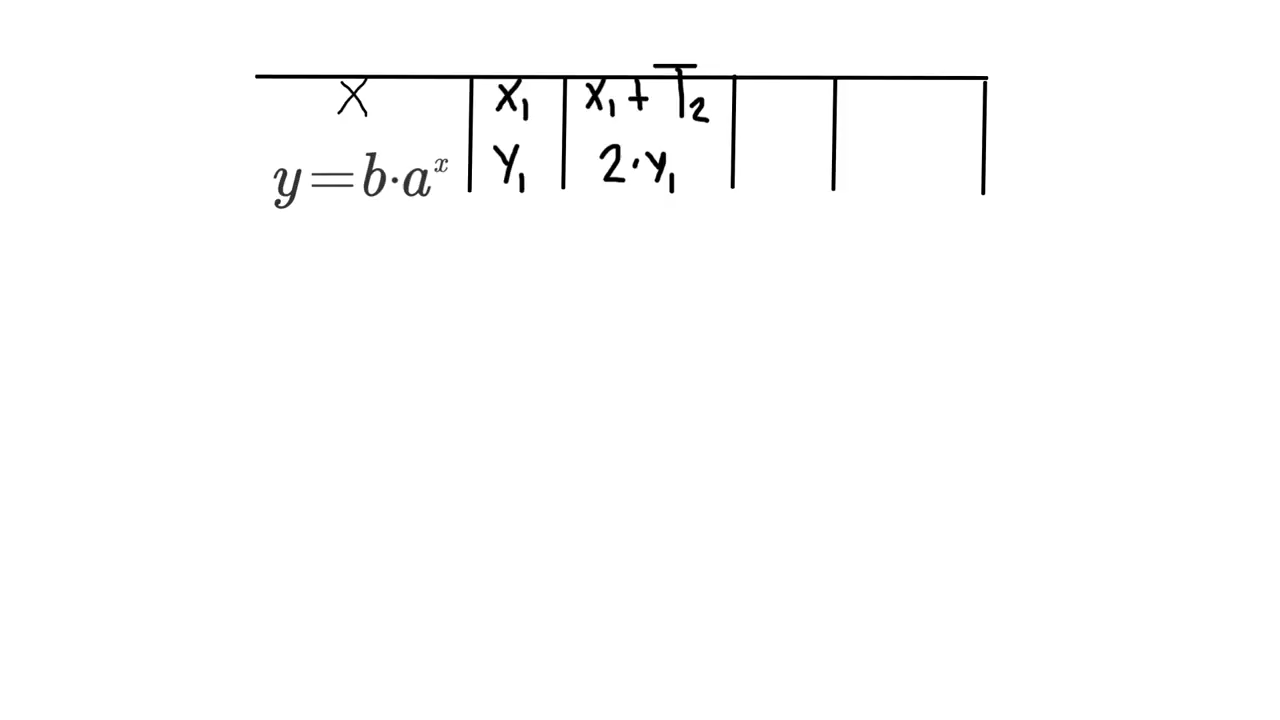 x x₁ x₁ + T₂
y = b · aˣ y₁ 2 · y₁